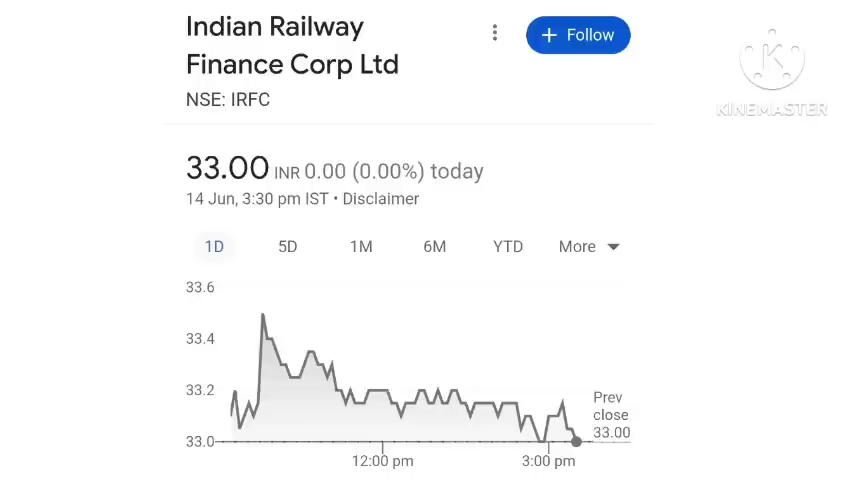 Indian Railway
Finance Corp Ltd
+ Follow
NSE: IRFC
K
KINEMASTER
33.00 INR 0.00 (0.00%) today
14 Jun, 3:30 pm IST • Disclaimer
1D 5D 1M 6M YTD More
33.6
33.4
33.2
33.0
Prev
close
33.00
12:00 pm 3:00 pm